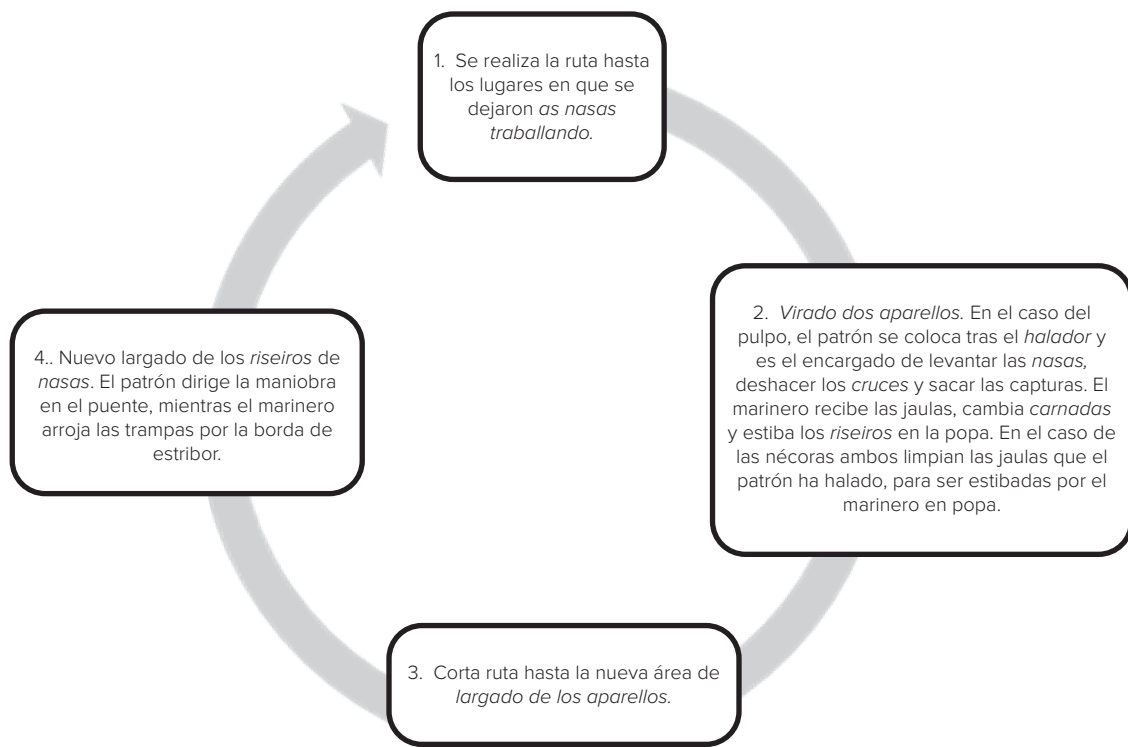 1. Se realiza la ruta hasta
los lugares en que se
dejaron as nasas
traballando.
2. Virado dos aparellos. En el caso del
pulpo, el patrón se coloca tras el halador y
es el encargado de levantar las nasas,
deshacer los cruces y sacar las capturas. El
marinero recibe las jaulas, cambia carnadas
y estiba los riseiros en la popa. En el caso de
las nécoras ambos limpian las jaulas que el
patrón ha halado, para ser estibadas por el
marinero en popa.
3. Corta ruta hasta la nueva área de
largado de los aparellos.
4.. Nuevo largado de los riseiros de
nasas. El patrón dirige la maniobra
en el puente, mientras el marinero
arroja las trampas por la borda de
estribor.